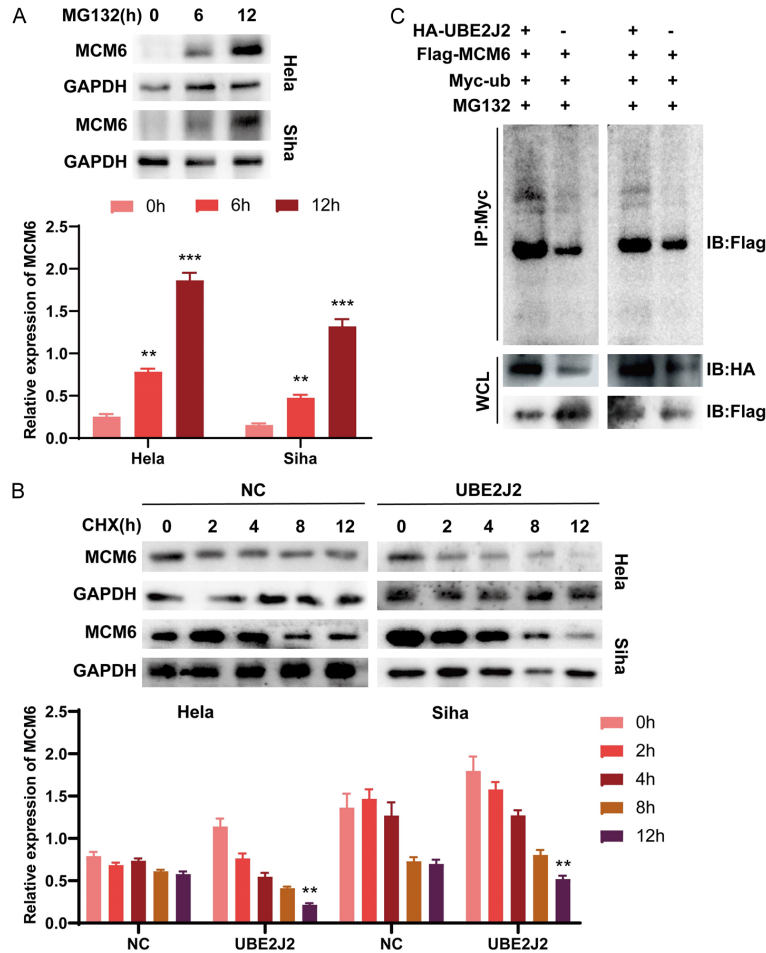 A
MG132(h) 0 6 12
MCM6
GAPDH
Hela
MCM6
GAPDH
Siha
0h 6h 12h
Relative expression of MCM6
2.5
2.0
1.5
1.0
0.5
0.0
** ***
** ***
Hela Siha
C
HA-UBE2J2 + - + -
Flag-MCM6 + + + +
Myc-ub + + + +
MG132 + + + +
IP:Myc
IB:Flag
WCL
IB:HA
IB:Flag
B
NC UBE2J2
CHX(h) 0 2 4 8 12 0 2 4 8 12
MCM6
GAPDH
Hela
MCM6
GAPDH
Siha
Relative expression of MCM6
2.5
2.0
1.5
1.0
0.5
0.0
Hela Siha
** **
NC UBE2J2 NC UBE2J2
0h
2h
4h
8h
12h